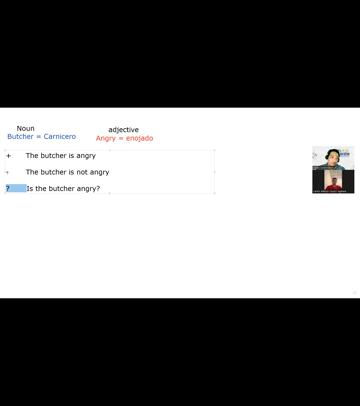 Noun
Butcher = Carnicero
adjective
Angry = enojado
+ The butcher is angry
The butcher is not angry
? Is the butcher angry?